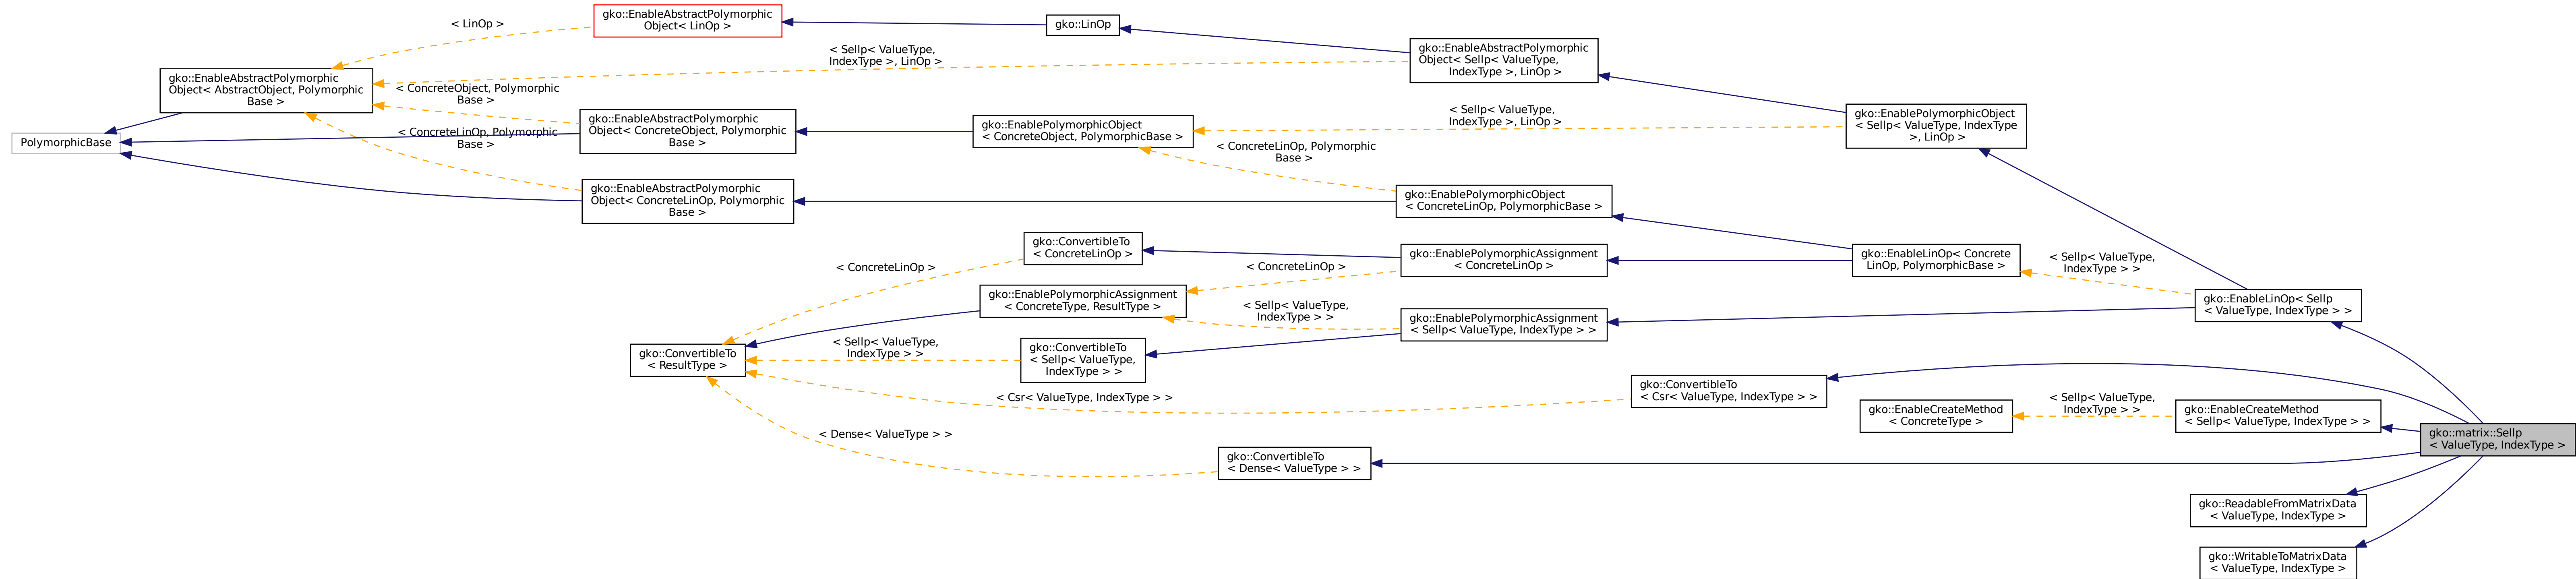 gko::EnableAbstractPolymorphic
Object< LinOp >
< LinOp >
gko::LinOp
gko::EnableAbstractPolymorphic
Object< Sellp< ValueType,
IndexType >, LinOp >
< Sellp< ValueType,
IndexType >, LinOp >
gko::EnableAbstractPolymorphic
Object< AbstractObject, Polymorphic
Base >
< ConcreteObject, Polymorphic
Base >
gko::EnableAbstractPolymorphic
Object< ConcreteObject, Polymorphic
Base >
gko::EnablePolymorphicObject
< ConcreteObject, PolymorphicBase >
< Sellp< ValueType,
IndexType >, LinOp >
gko::EnablePolymorphicObject
< Sellp< ValueType, IndexType
>, LinOp >
PolymorphicBase
< ConcreteLinOp, Polymorphic
Base >
< ConcreteLinOp, Polymorphic
Base >
gko::EnableAbstractPolymorphic
Object< ConcreteLinOp, Polymorphic
Base >
gko::EnablePolymorphicObject
< ConcreteLinOp, PolymorphicBase >
gko::ConvertibleTo
< ConcreteLinOp >
< ConcreteLinOp >
gko::EnablePolymorphicAssignment
< ConcreteLinOp >
< ConcreteLinOp >
gko::EnableLinOp< Concrete
LinOp, PolymorphicBase >
< Sellp< ValueType,
IndexType > >
gko::EnablePolymorphicAssignment
< ConcreteType, ResultType >
< Sellp< ValueType,
IndexType > >
gko::EnablePolymorphicAssignment
< Sellp< ValueType, IndexType > >
gko::EnableLinOp< Sellp
< ValueType, IndexType > >
gko::ConvertibleTo
< ResultType >
< Sellp< ValueType,
IndexType > >
gko::ConvertibleTo
< Sellp< ValueType,
IndexType > >
< Csr< ValueType, IndexType > >
gko::ConvertibleTo
< Csr< ValueType, IndexType > >
gko::EnableCreateMethod
< ConcreteType >
< Sellp< ValueType,
IndexType > >
gko::EnableCreateMethod
< Sellp< ValueType, IndexType > >
gko::matrix::Sellp
< ValueType, IndexType >
< Dense< ValueType > >
gko::ConvertibleTo
< Dense< ValueType > >
gko::ReadableFromMatrixData
< ValueType, IndexType >
gko::WritableToMatrixData
< ValueType, IndexType >